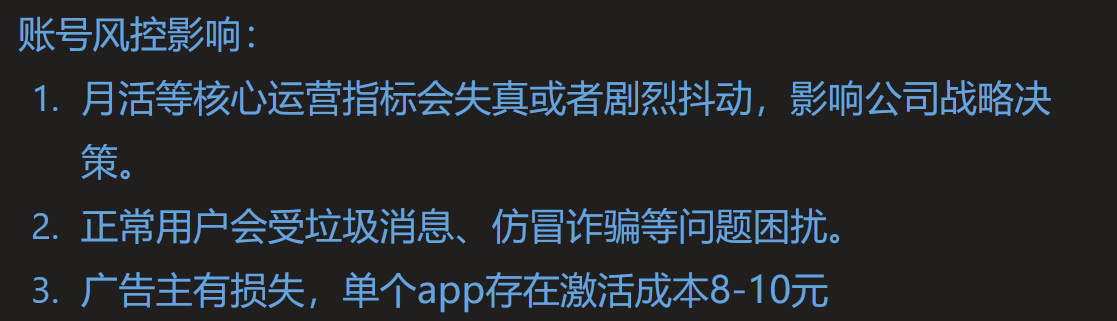 账号风控影响：
1. 月活等核心运营指标会失真或者剧烈抖动，影响公司战略决
策。
2. 正常用户会受垃圾消息、仿冒诈骗等问题困扰。
3. 广告主有损失，单个app存在激活成本8-10元